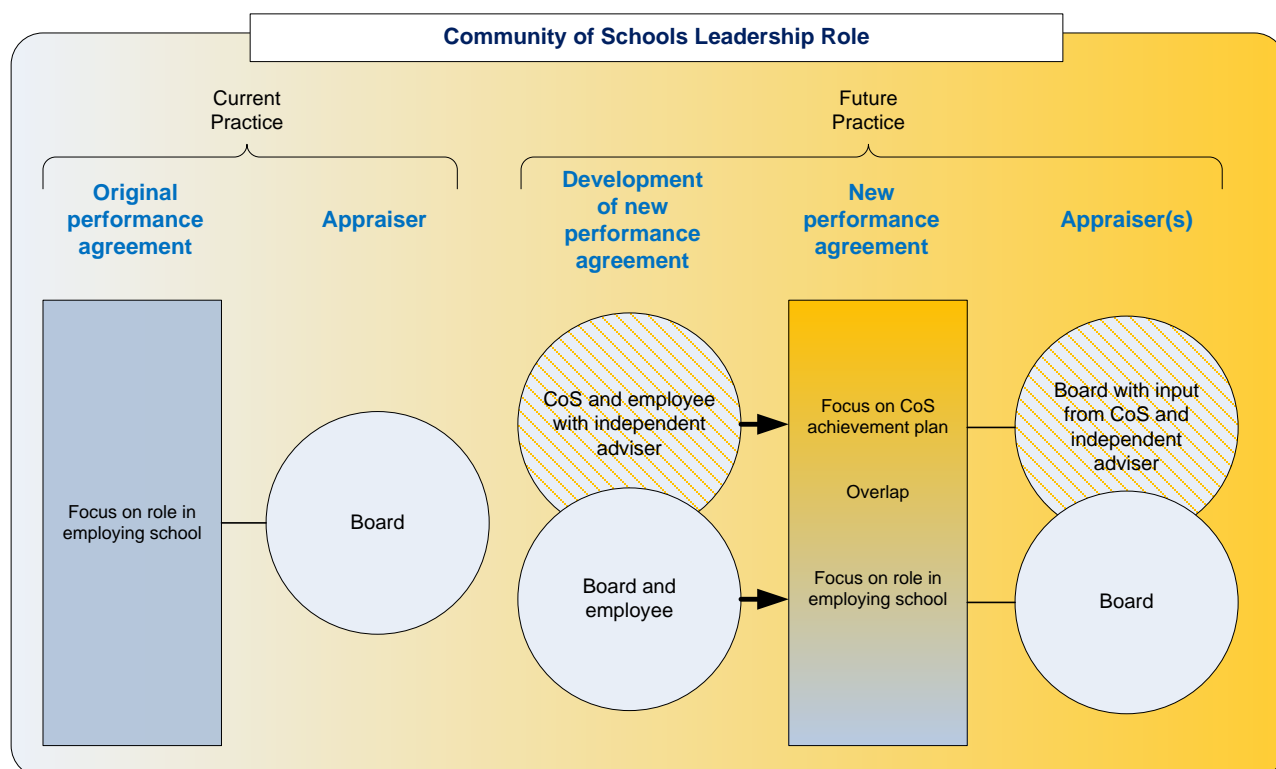 Community of Schools Leadership Role
Current
Practice
Future
Practice
Original
performance
agreement
Appraiser
Development
of new
performance
agreement
New
performance
agreement
Appraiser(s)
Focus on role in
employing school
Board
CoS and employee
with independent
adviser
Board and
employee
Focus on CoS
achievement plan
Overlap
Focus on role in
employing school
Board with input
from CoS and
independent
adviser
Board